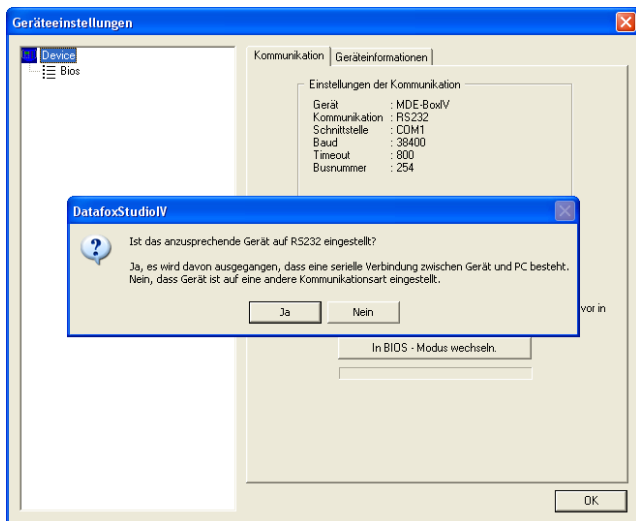 Geräteeinstellungen
Device
Bios
Kommunikation
Geräteinformationen
Einstellungen der Kommunikation
Gerät : MDE-BoxIV
Kommunikation : RS232
Schnittstelle : COM1
Baud : 38400
Timeout : 800
Busnummer : 254
DatafoxStudioIV
Ist das anzusprechende Gerät auf RS232 eingestellt?
Ja, es wird davon ausgegangen, dass eine serielle Verbindung zwischen Gerät und PC besteht.
Nein, dass Gerät ist auf eine andere Kommunikationsart eingestellt.
Ja
Nein
vor in
In BIOS - Modus wechseln.
OK